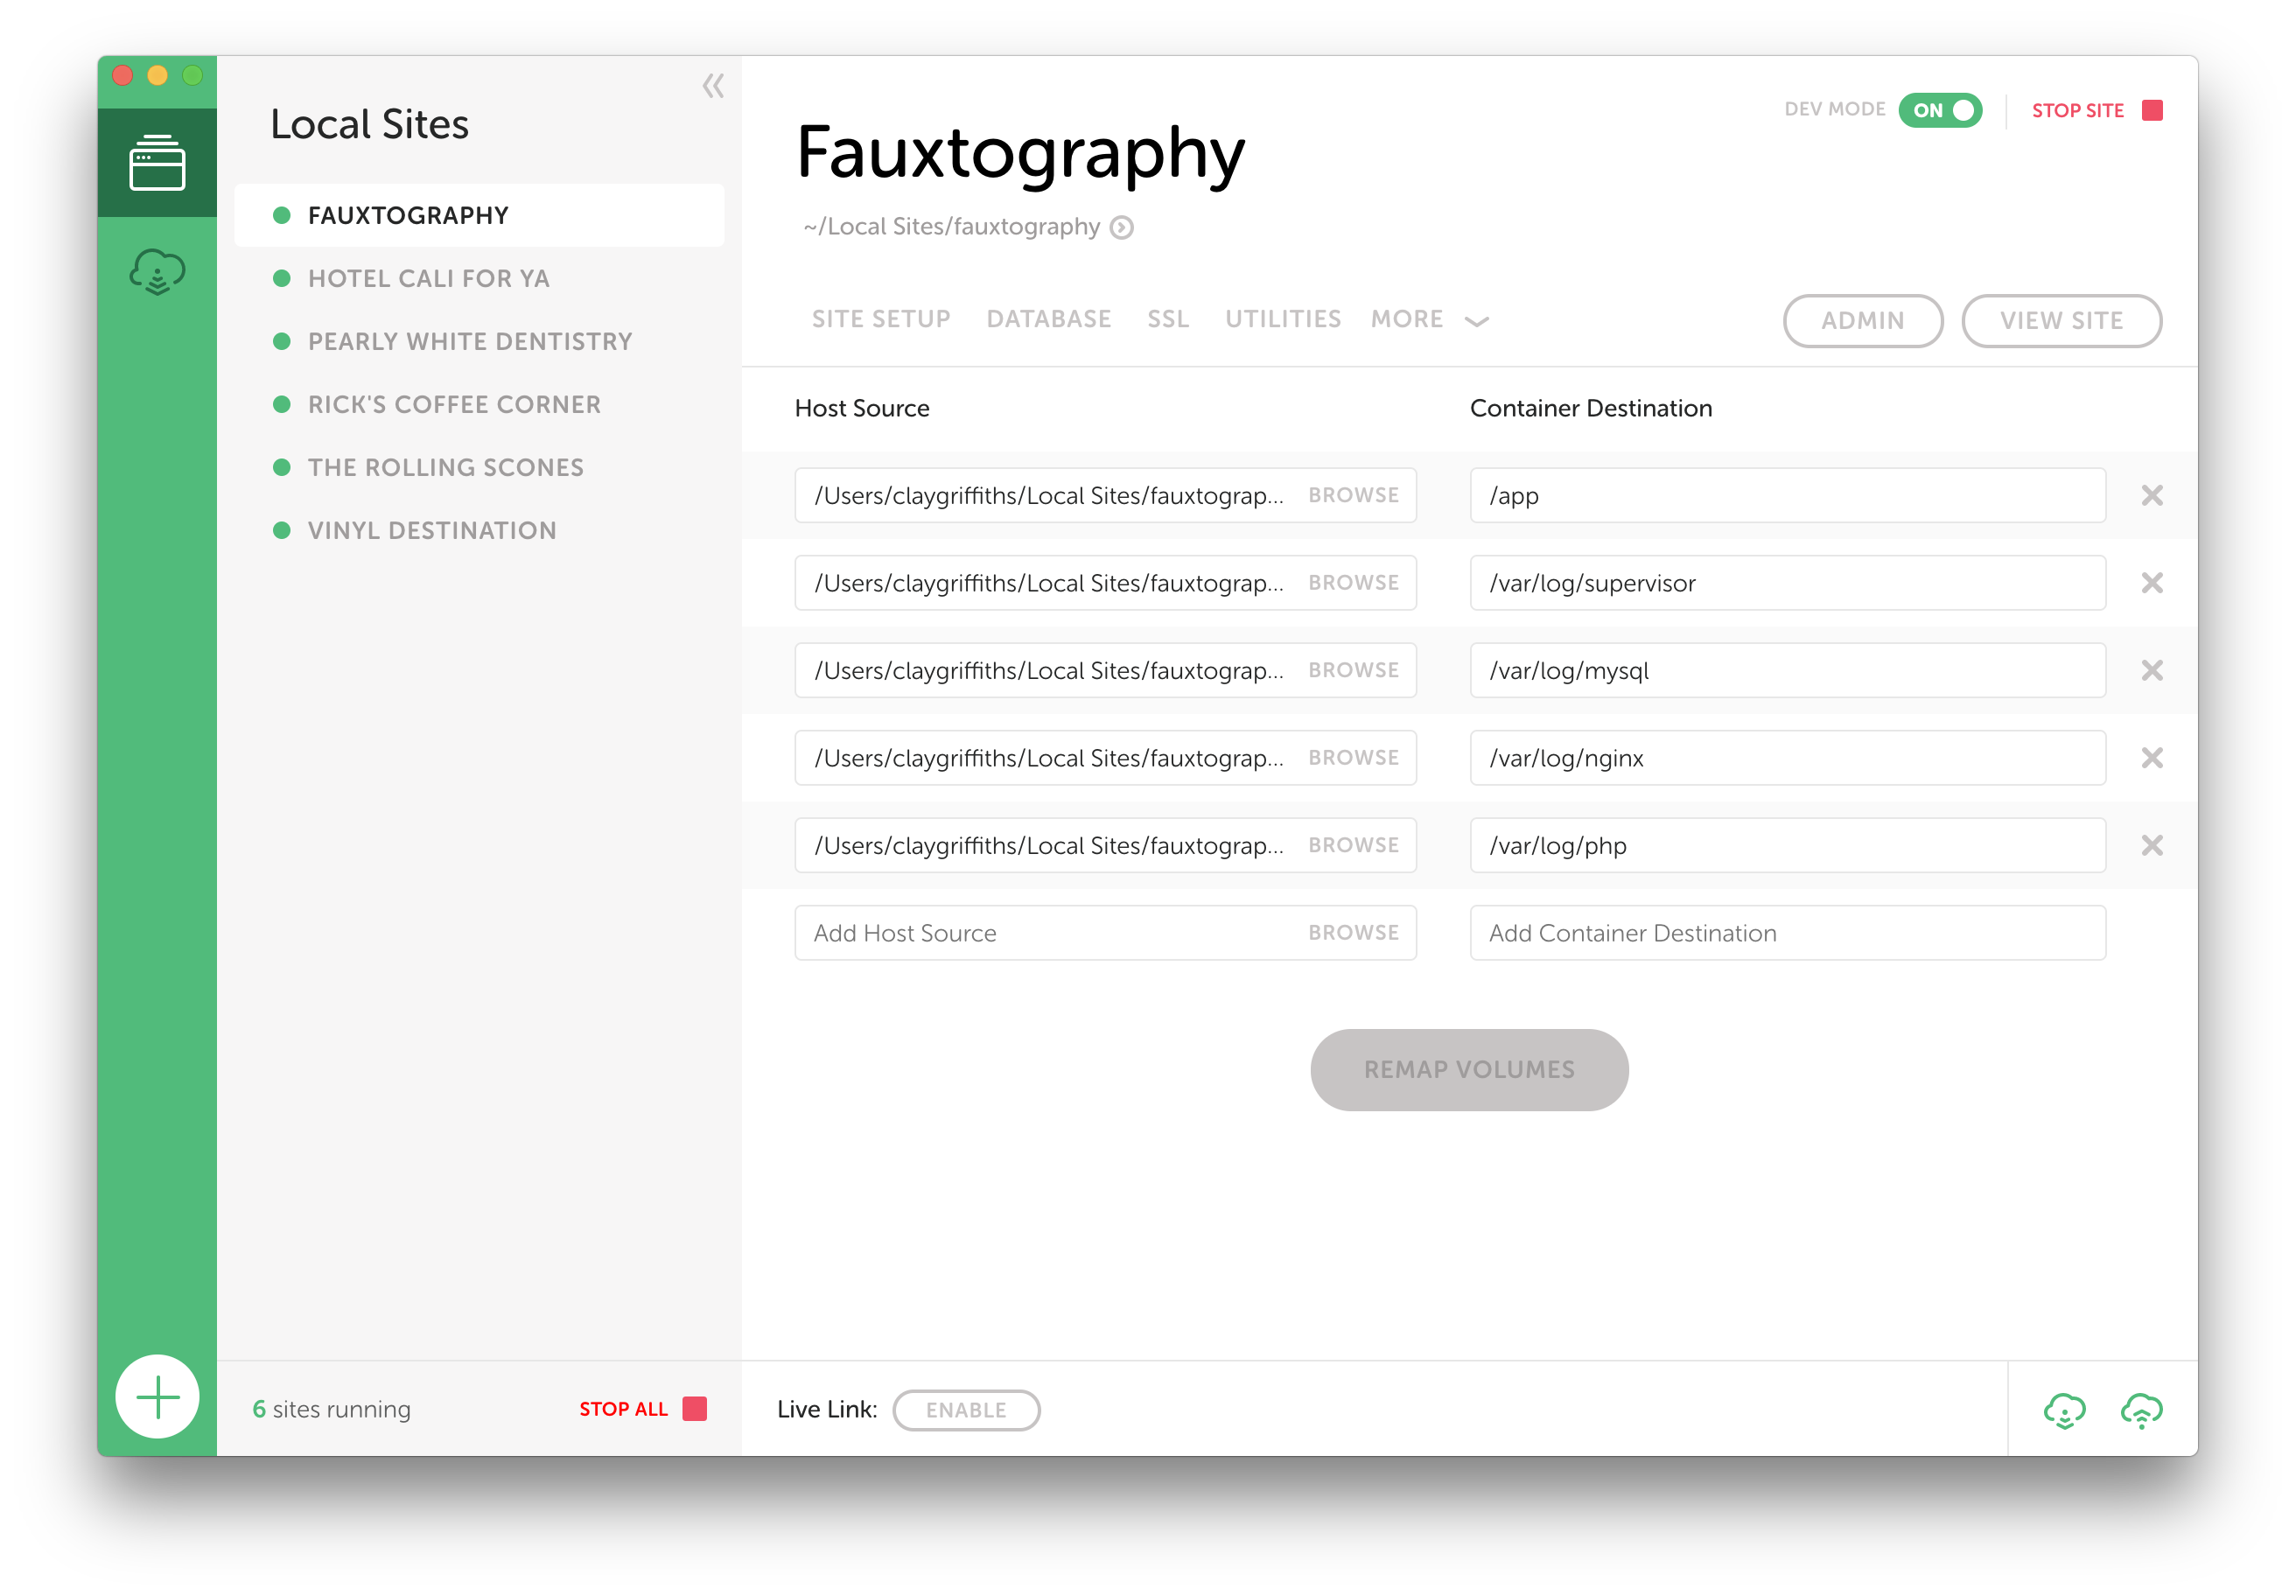 Local Sites
FAUXTOGRAPHY
HOTEL CALI FOR YA
PEARLY WHITE DENTISTRY
RICK'S COFFEE CORNER
THE ROLLING SCONES
VINYL DESTINATION
6 sites running
STOP ALL
DEV MODE ON
STOP SITE
Fauxtography
~/Local Sites/fauxtography
SITE SETUP DATABASE SSL UTILITIES MORE
ADMIN VIEW SITE
Host Source Container Destination
/Users/claygriffiths/Local Sites/fauxtograp... BROWSE /app
/Users/claygriffiths/Local Sites/fauxtograp... BROWSE /var/log/supervisor
/Users/claygriffiths/Local Sites/fauxtograp... BROWSE /var/log/mysql
/Users/claygriffiths/Local Sites/fauxtograp... BROWSE /var/log/nginx
/Users/claygriffiths/Local Sites/fauxtograp... BROWSE /var/log/php
Add Host Source BROWSE Add Container Destination
REMAP VOLUMES
Live Link: ENABLE